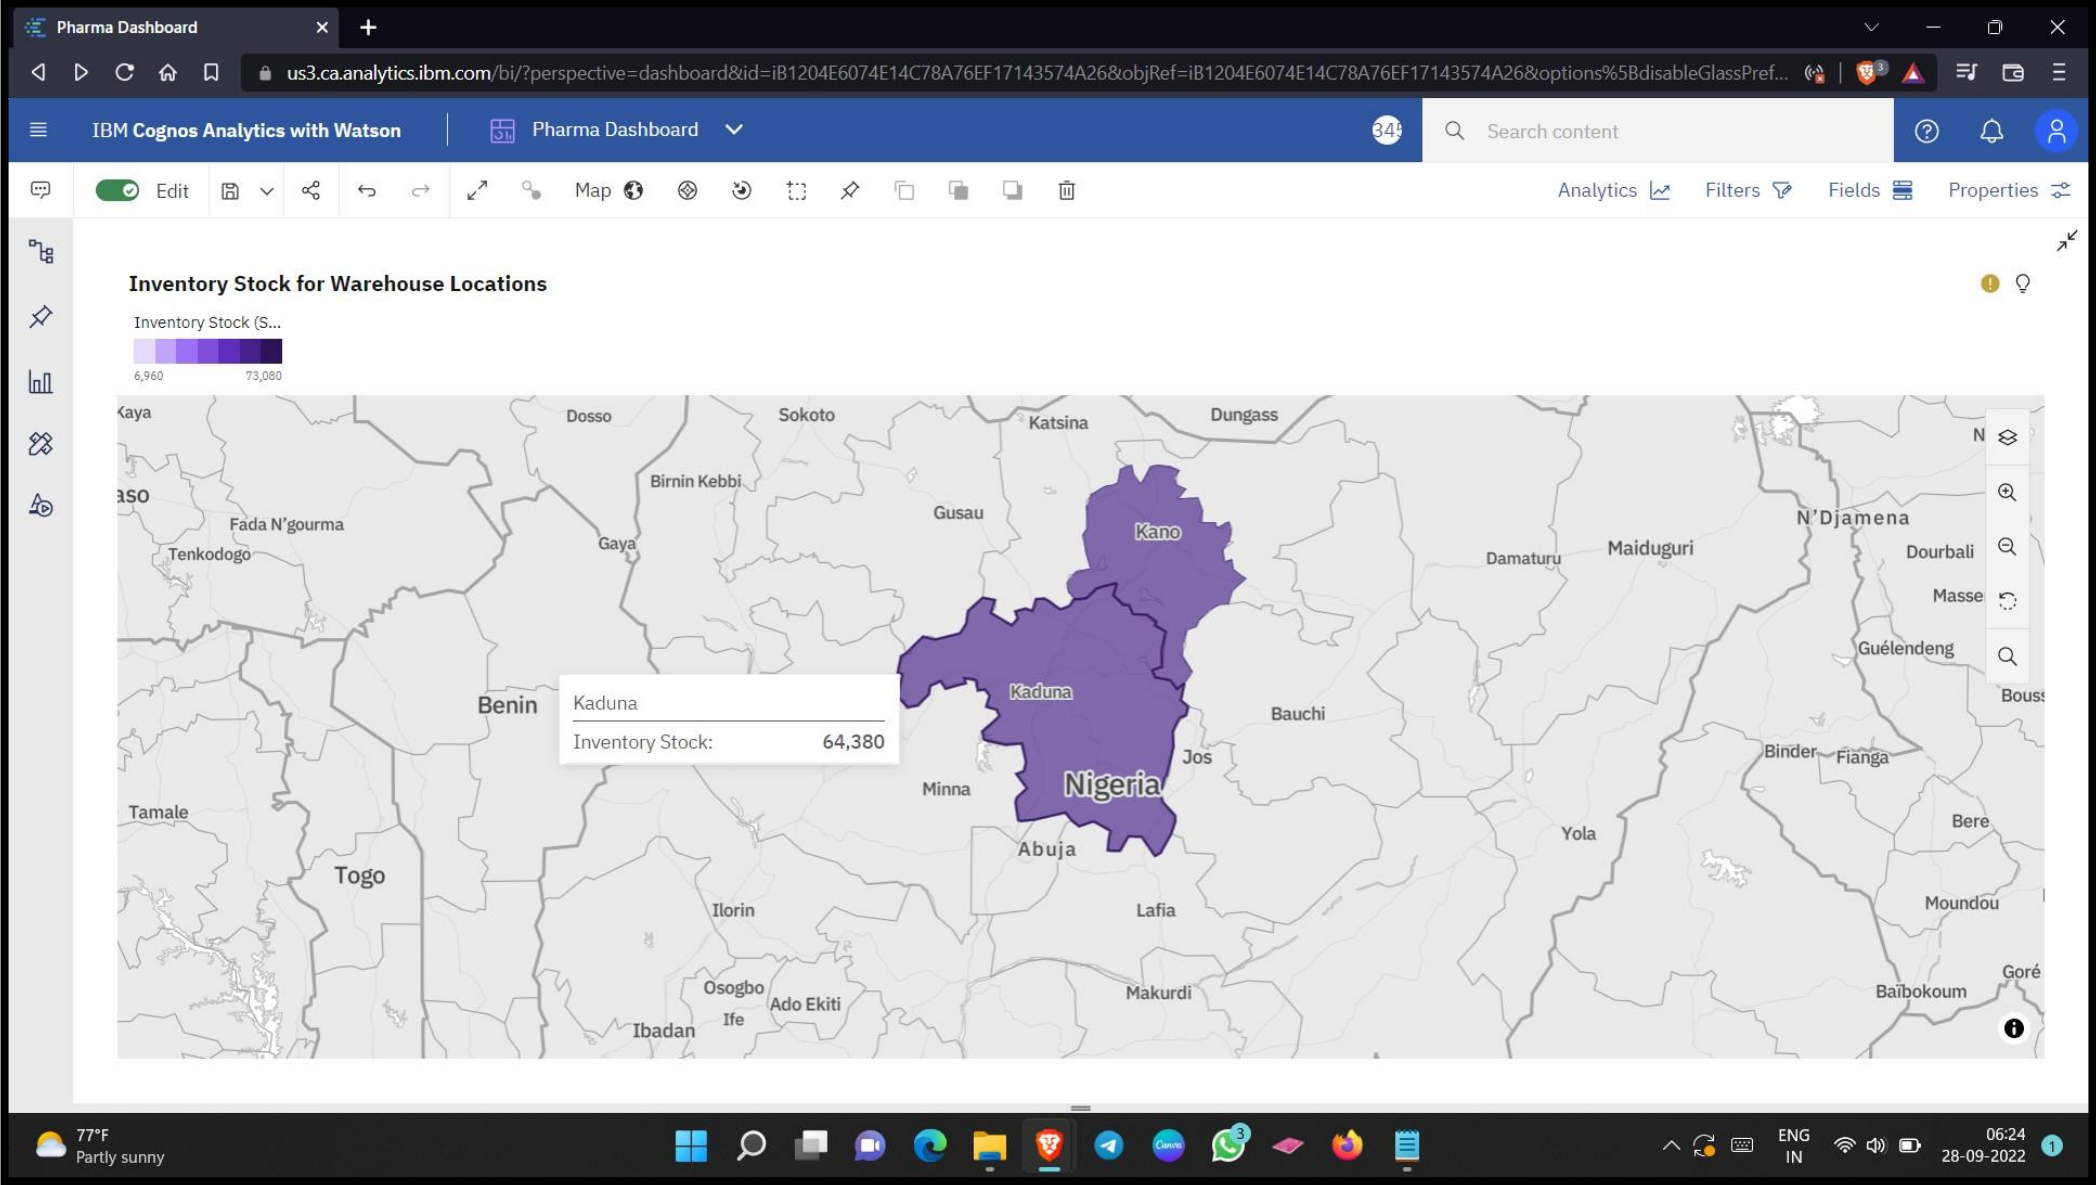 Pharma Dashboard
us3.ca.analytics.ibm.com/bi/?perspective=dashboard&id=iB1204E6074E14C78A76EF17143574A26&objRef=iB1204E6074E14C78A76EF17143574A26&options%5BdisableGlassPref...
3
IBM Cognos Analytics with Watson
Pharma Dashboard
345
Search content
Edit
Map
Analytics
Filters
Fields
Properties
Inventory Stock for Warehouse Locations
Inventory Stock (S...
6,960 73,080
Kaya
Dosso
Sokoto
Katsina
Dungass
N
Birnin Kebbi
aso
Gusau
Kano
N'Djamena
Fada N'gourma
Gaya
Tenkodogo
Damaturu
Maiduguri
Dourbali
Masse
Guélendeng
Kaduna
Bouss
Benin
Kaduna
Inventory Stock: 64,380
Bauchi
Jos
Binder
Fianga
Minna
Nigeria
Tamale
Bere
Yola
Abuja
Togo
Moundou
Ilorin
Lafia
Goré
Osogbo
Makurdi
Baïbokoum
Ado Ekiti
Ife
Ibadan
77°F
Partly sunny
Canva
3
ENG
IN
06:24
28-09-2022
1